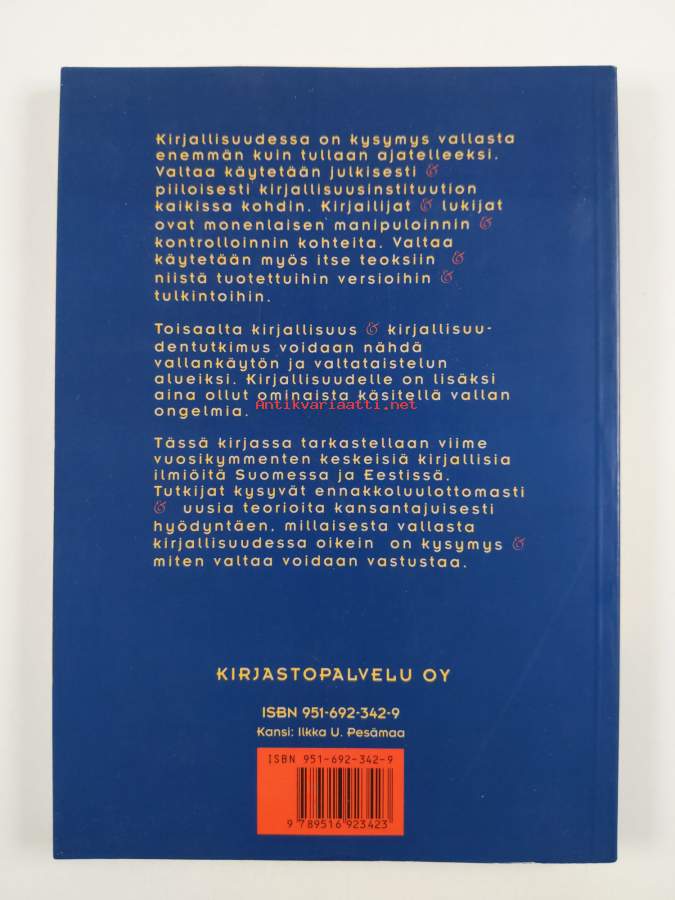 Kirjallisuudessa on kysymys vallasta
enemmän kuin tullaan ajatelleeksi.
Valtaa käytetään julkisesti &
piiloisesti kirjallisuusinstituution
kaikissa kohdin. Kirjailijat & lukijat
ovat monenlaisen manipuloinnin &
kontrolloinnin kohteita. Valtaa
käytetään myös itse teoksiin &
niistä tuotettuihin versioihin &
tulkintoihin.
Toisaalta kirjallisuus & kirjallisuu-
dentutkimus voidaan nähdä
vallankäytön ja valtataistelun
alueiksi. Kirjallisuudelle on lisäksi
aina ollut ominaista käsitellä vallan
Antikvariaatti.net
ongelmia.
Tässä kirjassa tarkastellaan viime
vuosikymmenten keskeisiä kirjallisia
ilmiöitä Suomessa ja Eestissä.
Tutkijat kysyvät ennakkoluulottomasti
& uusia teorioita kansantajuisesti
hyödyntäen, millaisesta vallasta
kirjallisuudessa oikein on kysymys &
miten valtaa voidaan vastustaa.
KIRJASTOPALVELU OY
ISBN 951-692-342-9
Kansi: Ilkka U. Pesämaa
ISBN 951-692-342-9
9 789516 923423